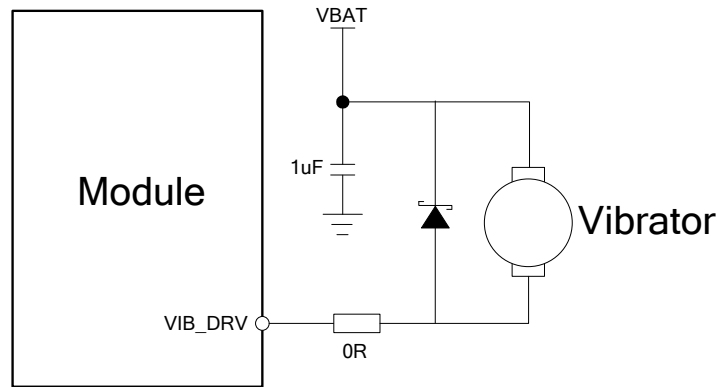 VBAT
1uF
Module
Vibrator
VIB_DRV
0R